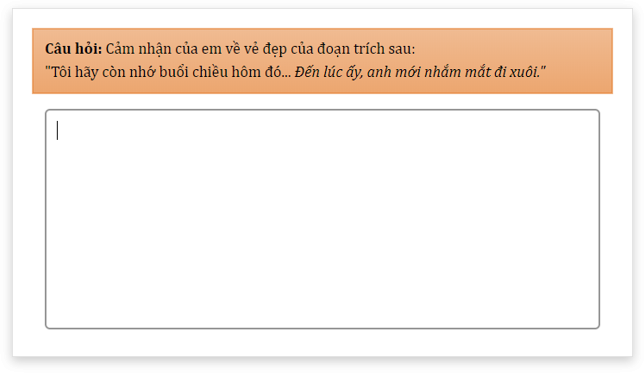 Câu hỏi: Cảm nhận của em về vẻ đẹp của đoạn trích sau:
"Tôi hãy còn nhớ buổi chiều hôm đó... Đến lúc ấy, anh mới nhắm mắt đi xuôi."